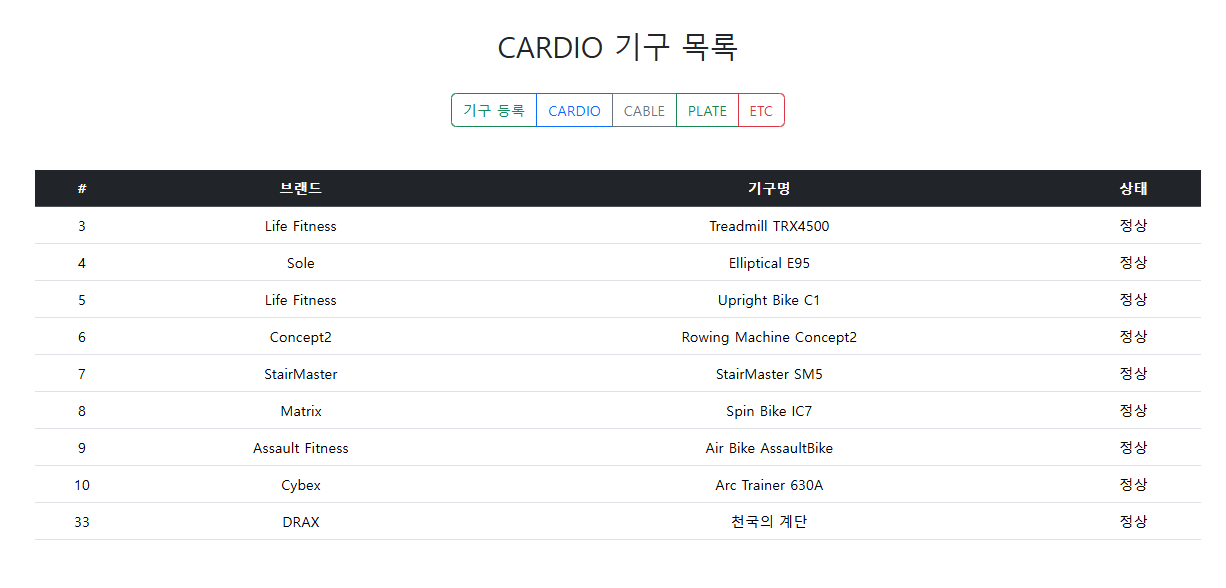 CARDIO 기구 목록
기구 등록 CARDIO CABLE PLATE ETC
# 브랜드 기구명 상태
3 Life Fitness Treadmill TRX4500 정상
4 Sole Elliptical E95 정상
5 Life Fitness Upright Bike C1 정상
6 Concept2 Rowing Machine Concept2 정상
7 StairMaster StairMaster SM5 정상
8 Matrix Spin Bike IC7 정상
9 Assault Fitness Air Bike AssaultBike 정상
10 Cybex Arc Trainer 630A 정상
33 DRAX 천국의 계단 정상